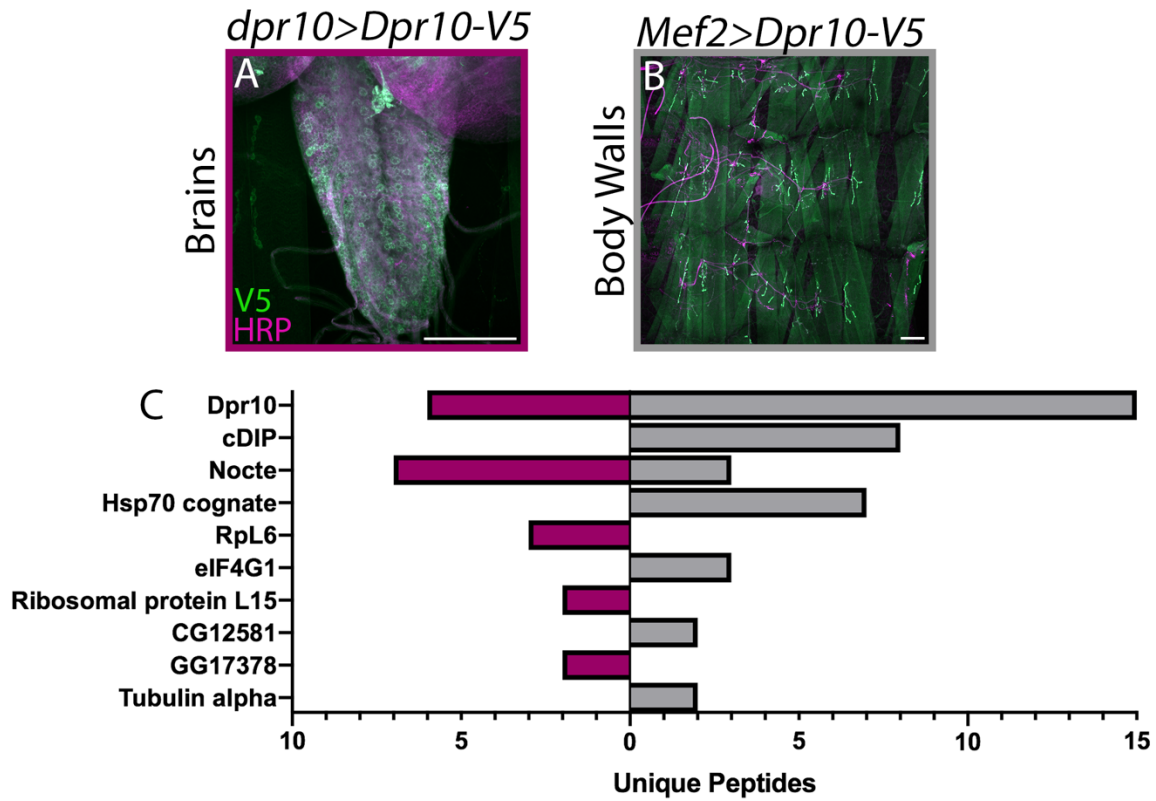 dpr10>Dpr10-V5
Mef2>Dpr10-V5
Brains
A
V5
HRP
Body Walls
B
C
Dpr10
cDIP
Nocte
Hsp70 cognate
RpL6
eIF4G1
Ribosomal protein L15
CG12581
GG17378
Tubulin alpha
10 5 0 5 10 15
Unique Peptides